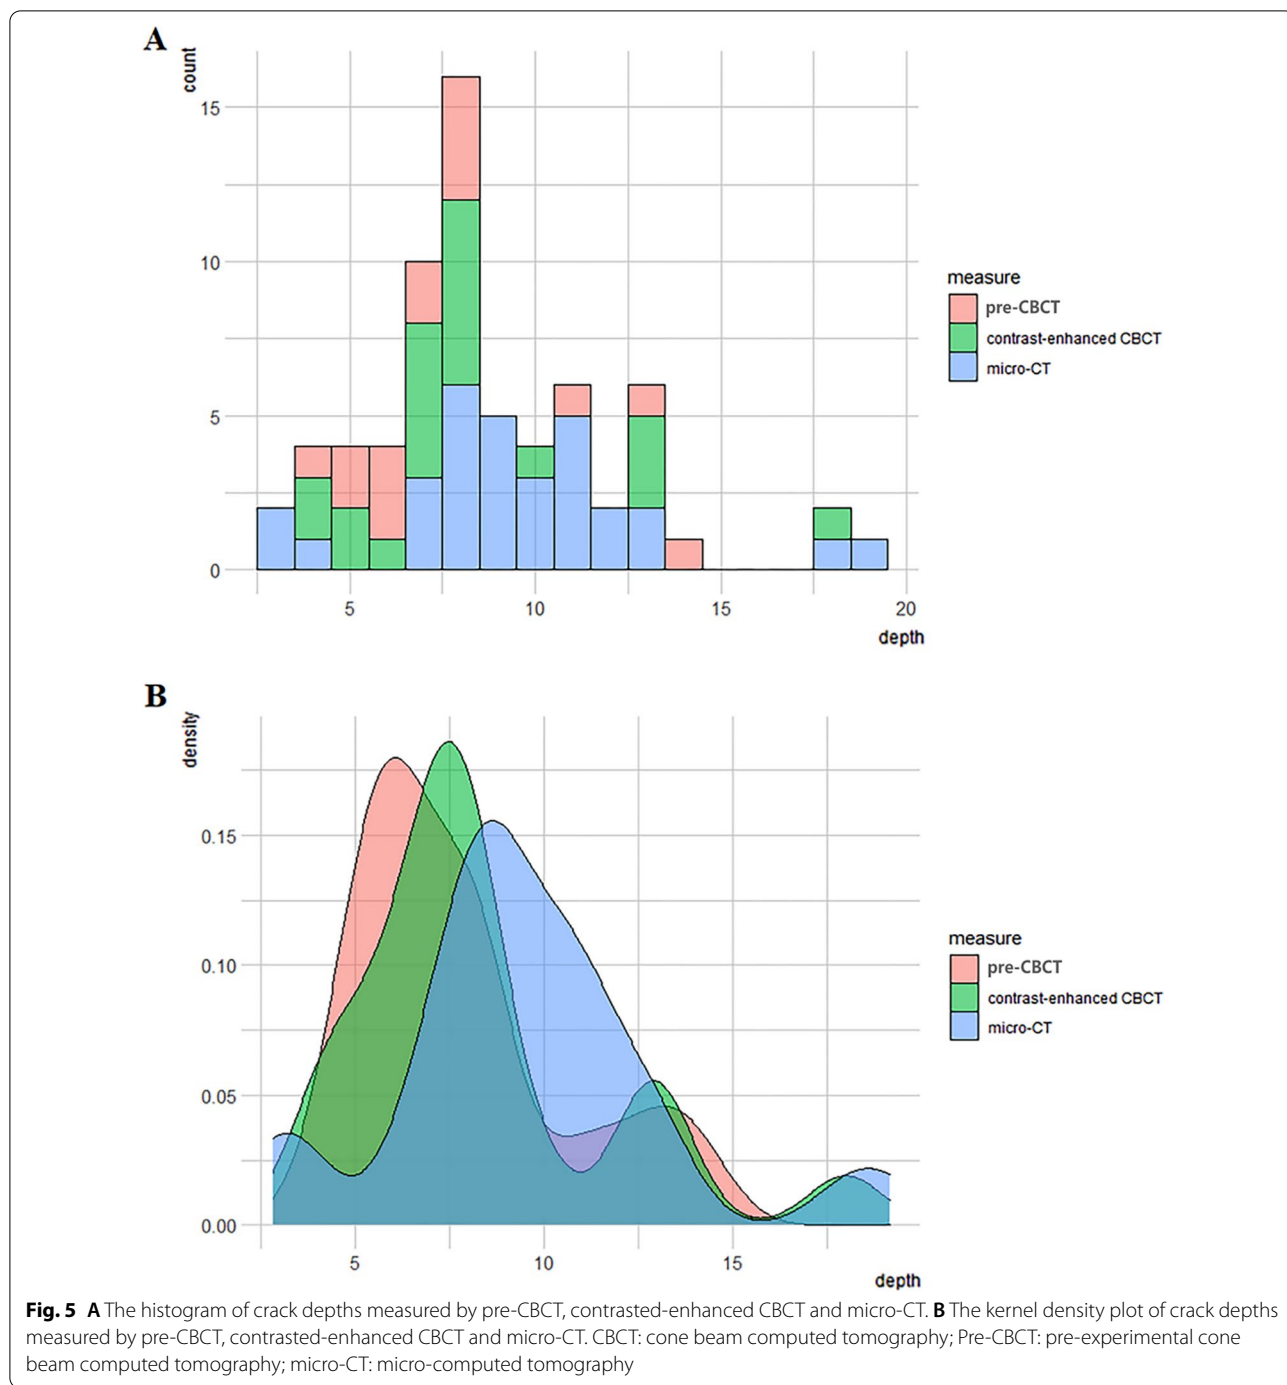 A
count
15
10
5
0
5
10
15
20
depth
measure
pre-CBCT
contrast-enhanced CBCT
micro-CT
B
density
0.15
0.10
0.05
0.00
5
10
15
depth
measure
pre-CBCT
contrast-enhanced CBCT
micro-CT
Fig. 5 A The histogram of crack depths measured by pre-CBCT, contrasted-enhanced CBCT and micro-CT. B The kernel density plot of crack depths
measured by pre-CBCT, contrasted-enhanced CBCT and micro-CT. CBCT: cone beam computed tomography; Pre-CBCT: pre-experimental cone
beam computed tomography; micro-CT: micro-computed tomography